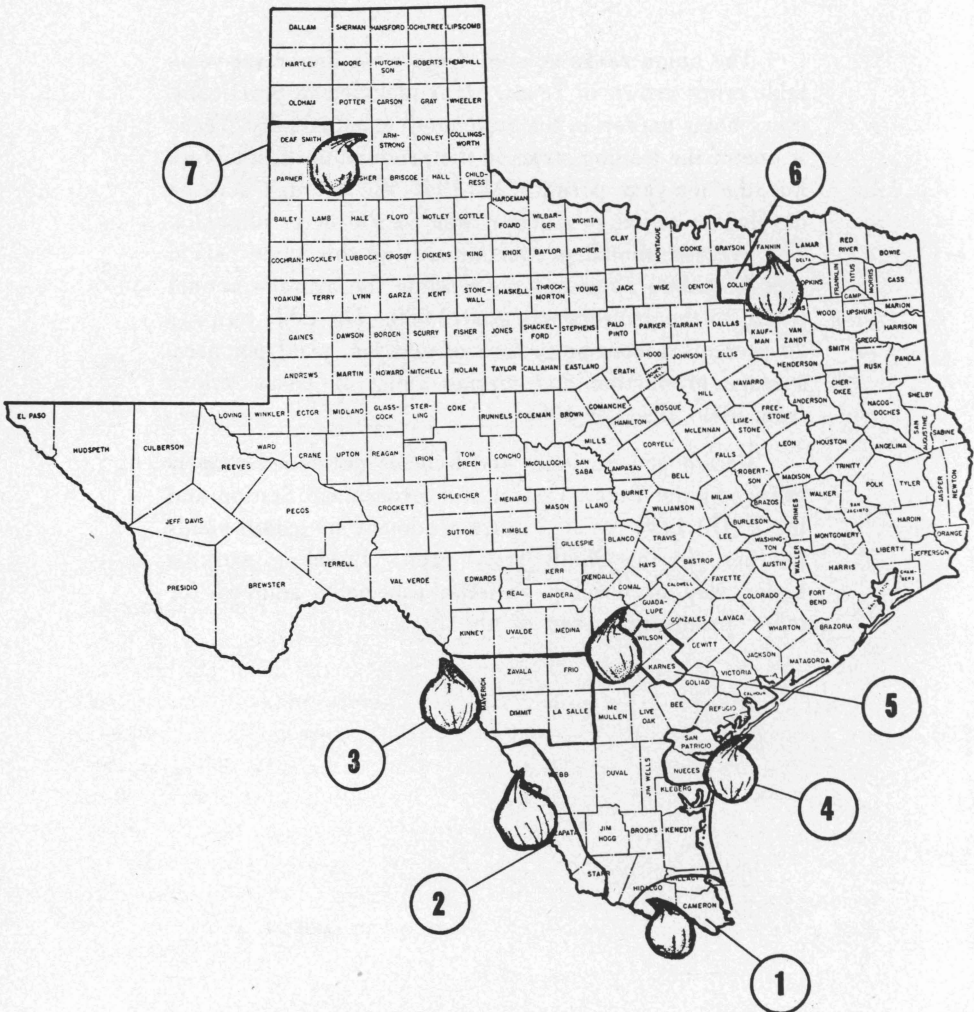 DALLAM SHERMAN HANSFORD OCHILTREE LIPSCOMB
HARTLEY MOORE HUTCHIN-SON ROBERTS HEMPHILL
OLDHAM POTTER CARSON GRAY WHEELER
DEAF SMITH ARM-STRONG DONLEY COLLINGS-WORTH
7
PARMER BRISCOE HALL CHILD-RESS
6
HARDEMAN
BAILEY LAMB HALE FLOYD MOTLEY COTTLE FOARD WILBAR-GER WICHITA
CLAY MONTAGUE COOKE GRAYSON FANNIN LAMAR RED RIVER BOWIE
DELTA
COCHRAN HOCKLEY LUBBOCK CROSBY DICKENS KING KNOX BAYLOR ARCHER
FRANKLIN TITUS MORRIS CASS
YOAKUM TERRY LYNN GARZA KENT STONE-WALL HASKELL THROCK-MORTON YOUNG JACK WISE DENTON
CAMP MARION
WOOD UPSHUR
GAINES DAWSON BORDEN SCURRY FISHER JONES SHACKEL-FORD STEPHENS PALO PINTO PARKER TARRANT DALLAS KAUF-MAN VAN ZANDT
HARRISON
SMITH RUSK PANOLA
ANDREWS MARTIN HOWARD MITCHELL NOLAN TAYLOR CALLAHAN EASTLAND ERATH HOOD JOHNSON ELLIS HENDERSON
EL PASO
HUDSPETH CULBERSON REEVES
LOVING WINKLER ECTOR MIDLAND GLASS-COCK STER-LING COKE RUNNELS COLEMAN BROWN COMANCHE
HAMILTON BOSQUE HILL NAVARRO ANDERSON CHER-OKEE NACOG-DOCHES SHELBY
WARD CRANE UPTON REAGAN IRION TOM GREEN CONCHO McCULLOCH SAN SABA MILLS
McLENNAN LIME-STONE FREE-STONE
SAN AUGUSTINE SABINE
LAMPASAS CORYELL FALLS LEON HOUSTON ANGELINA
PECOS CROCKETT SCHLEICHER MENARD
BELL ROBERT-SON MADISON TRINITY POLK TYLER JASPER NEWTON
JEFF DAVIS
SUTTON KIMBLE MASON LLANO BURNET WILLIAMSON MILAM BRAZOS GRIMES WALKER HARDIN
BURLESON MONTGOMERY
PRESIDIO BREWSTER TERRELL VAL VERDE EDWARDS
GILLESPIE BLANCO TRAVIS LEE WASHING-TON LIBERTY ORANGE
JEFFERSON
KERR KENDALL HAYS BASTROP AUSTIN WALLER HARRIS CHAM-BERS
REAL BANDERA COMAL CALDWELL FAYETTE COLORADO FORT BEND
KINNEY UVALDE MEDINA GUADA-LUPE GONZALES LAVACA WHARTON BRAZORIA
WILSON DEWITT JACKSON MATAGORDA
MAVERICK ZAVALA FRIO KARNES VICTORIA
GOLIAD
DIMMIT LA SALLE Mc MULLEN LIVE OAK BEE REFUGIO
5
3
SAN PATRICIO
WEBB DUVAL JIM WELLS NUECES
KLEBERG
4
JIM HOGG BROOKS KENEDY
2
STARR HIDALGO
CAMERON
1